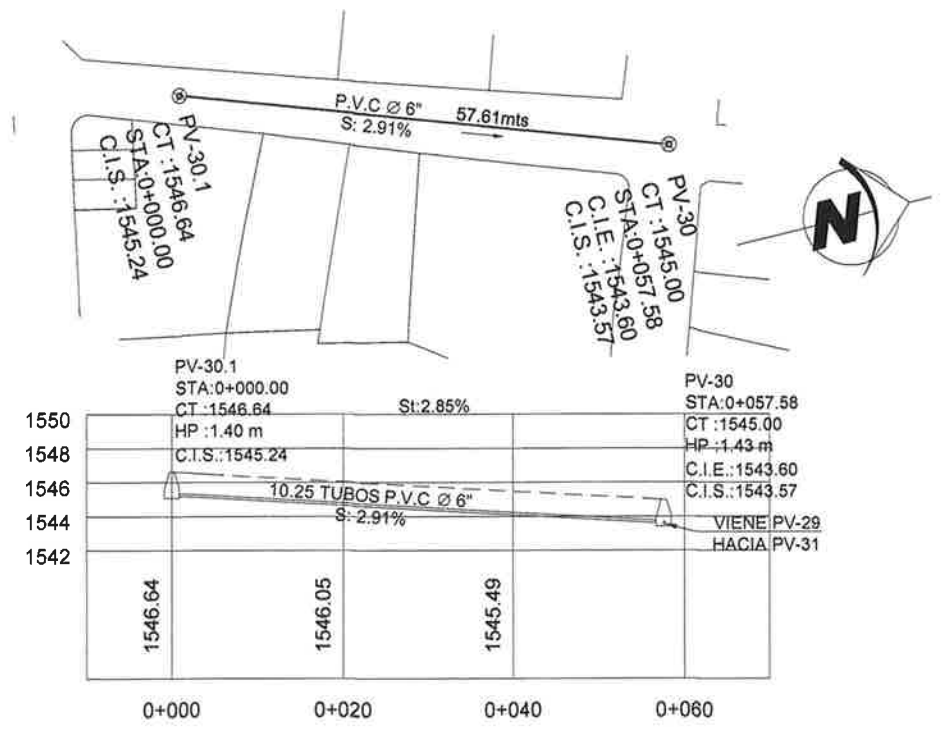 P.V.C Ø 6" 57.61mts
S: 2.91%
PV-30.1
CT :1546.64
STA:0+000.00
C.I.S. :1545.24
PV-30
CT :1545.00
STA:0+057.58
C.I.E. :1543.60
C.I.S. :1543.57
N
PV-30.1
STA:0+000.00
CT :1546.64
HP :1.40 m
C.I.S.:1545.24
St:2.85%
PV-30
STA:0+057.58
CT :1545.00
HP :1.43 m
C.I.E.:1543.60
C.I.S.:1543.57
1550
1548
1546
1544
1542
10.25 TUBOS P.V.C Ø 6"
S: 2.91%
VIENE PV-29
HACIA PV-31
1546.64
1546.05
1545.49
0+000
0+020
0+040
0+060